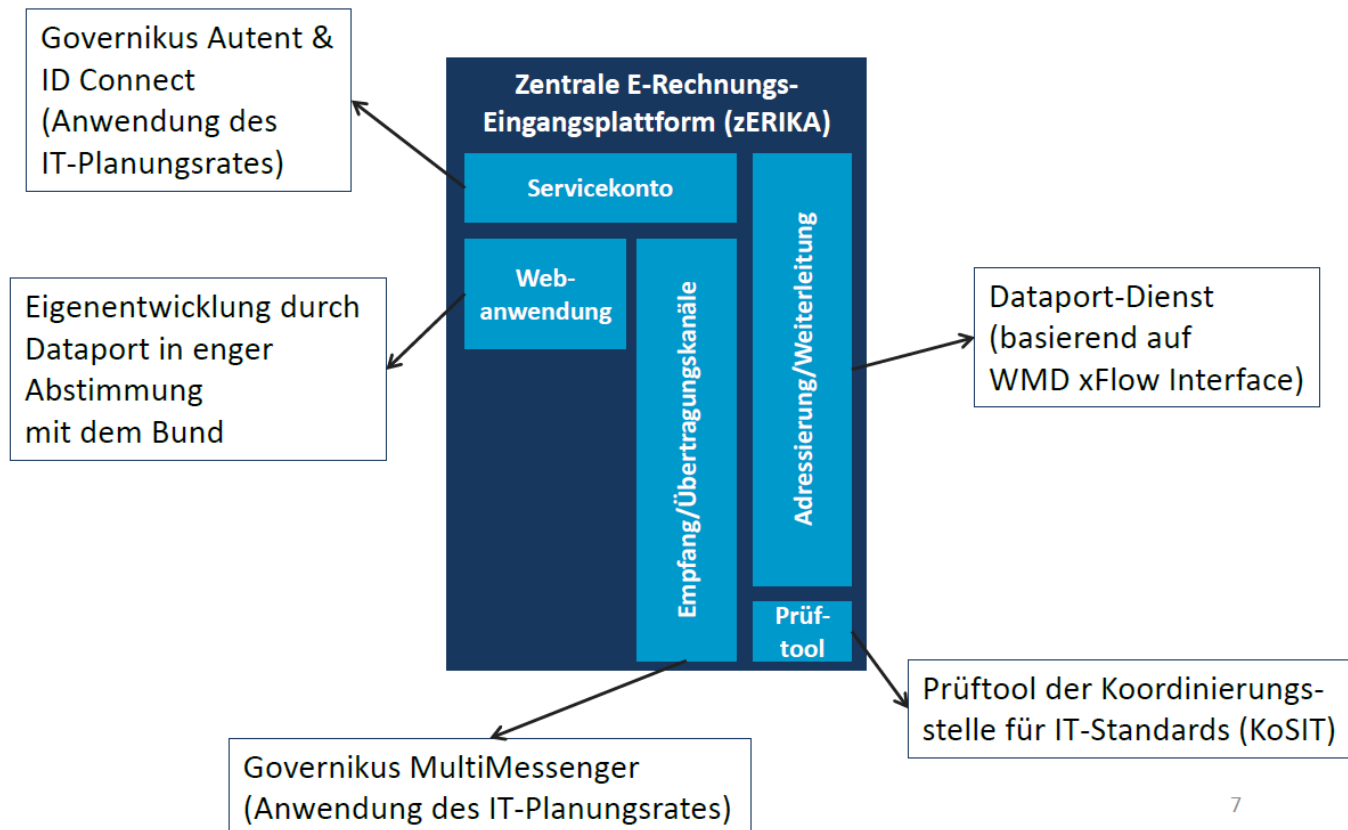 Governikus Autent &
ID Connect
(Anwendung des
IT-Planungsrates)
Zentrale E-Rechnungs-
Eingangsplattform (zERIKA)
Servicekonto
Web-
anwendung
Empfang/Übertragungskanäle
Adressierung/Weiterleitung
Prüf-
tool
Eigenentwicklung durch
Dataport in enger
Abstimmung
mit dem Bund
Dataport-Dienst
(basierend auf
WMD xFlow Interface)
Prüftool der Koordinierungs-
stelle für IT-Standards (KoSIT)
Governikus MultiMessenger
(Anwendung des IT-Planungsrates)
7